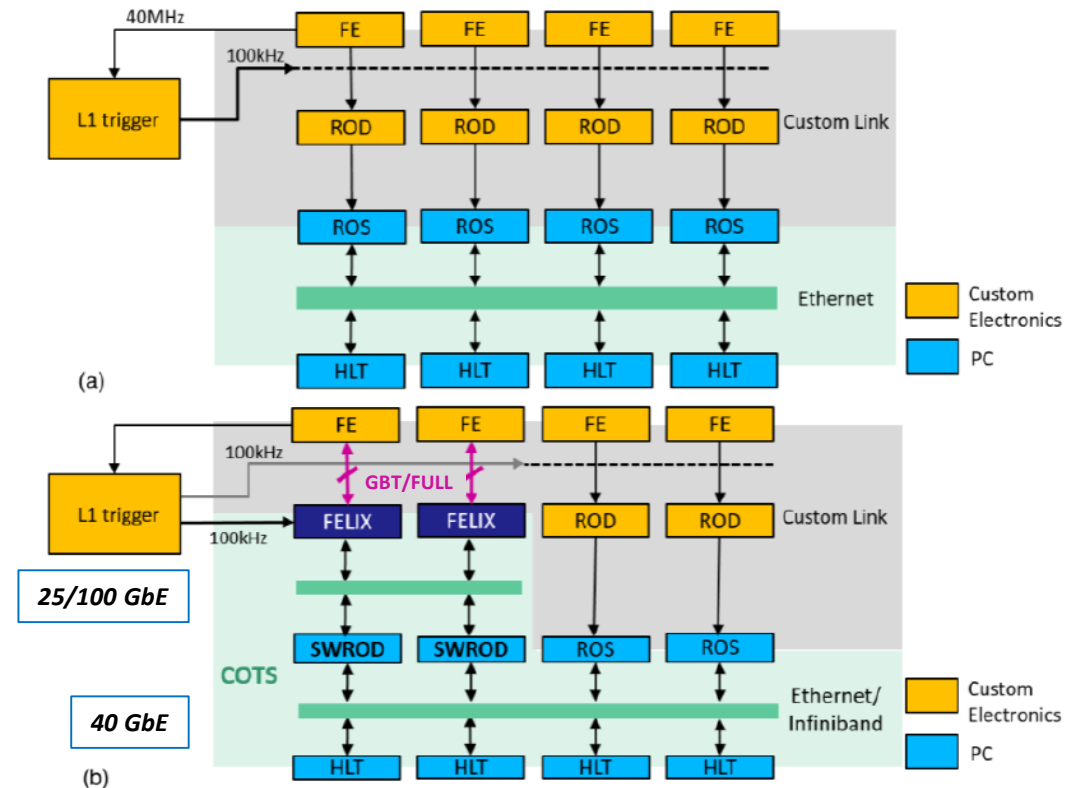 40MHz
FE FE FE FE
100kHz
L1 trigger
ROD ROD ROD ROD
Custom Link
ROS ROS ROS ROS
Ethernet
Custom
Electronics
PC
HLT HLT HLT HLT
(a)
FE FE FE FE
100kHz
GBT/FULL
L1 trigger
FELIX FELIX ROD ROD
Custom Link
100kHz
25/100 GbE
SWROD SWROD ROS ROS
COTS
Ethernet/
Infiniband
40 GbE
Custom
Electronics
PC
HLT HLT HLT HLT
(b)